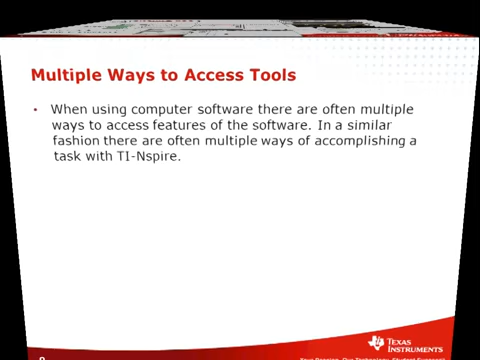 Multiple Ways to Access Tools
• When using computer software there are often multiple
ways to access features of the software. In a similar
fashion there are often multiple ways of accomplishing a
task with TI-Nspire.
TEXAS
INSTRUMENTS